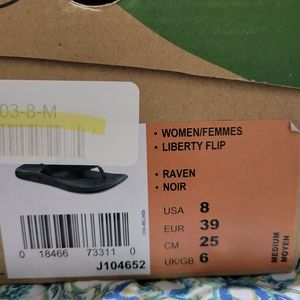 03-8-M
• WOMEN/FEMMES
• LIBERTY FLIP
• RAVEN
• NOIR
USA 8
EUR 39
CM 25
UK/GB 6
MEDIUM
MOYEN
0 18466 73311 0
J104652